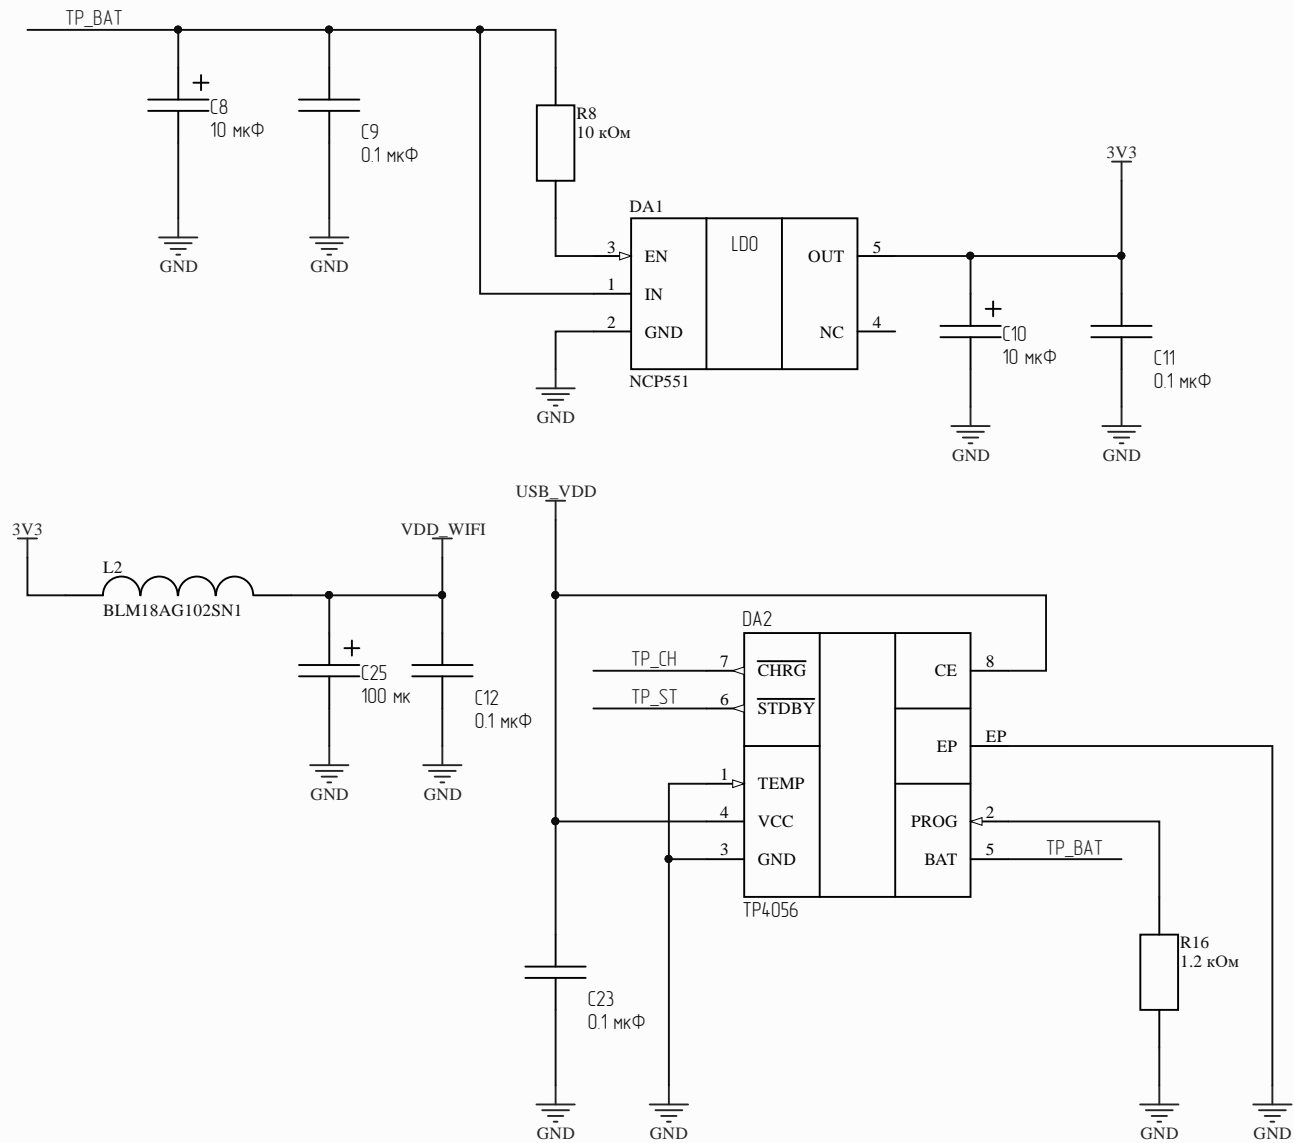 TP_BAT
C8
10 мкФ
GND
C9
0.1 мкФ
GND
R8
10 кОм
DA1
LDO
3
EN
1
IN
2
GND
OUT
5
NC
4
NCP551
GND
3V3
C10
10 мкФ
GND
C11
0.1 мкФ
GND
3V3
L2
BLM18AG102SN1
VDD_WIFI
C25
100 мк
GND
C12
0.1 мкФ
GND
USB_VDD
DA2
TP_CH
7
CHRG
TP_ST
6
STDBY
1
TEMP
4
VCC
3
GND
CE
8
EP
EP
PROG
2
BAT
5
TP_BAT
TP4056
C23
0.1 мкФ
R16
1.2 кОм
GND
GND
GND
GND